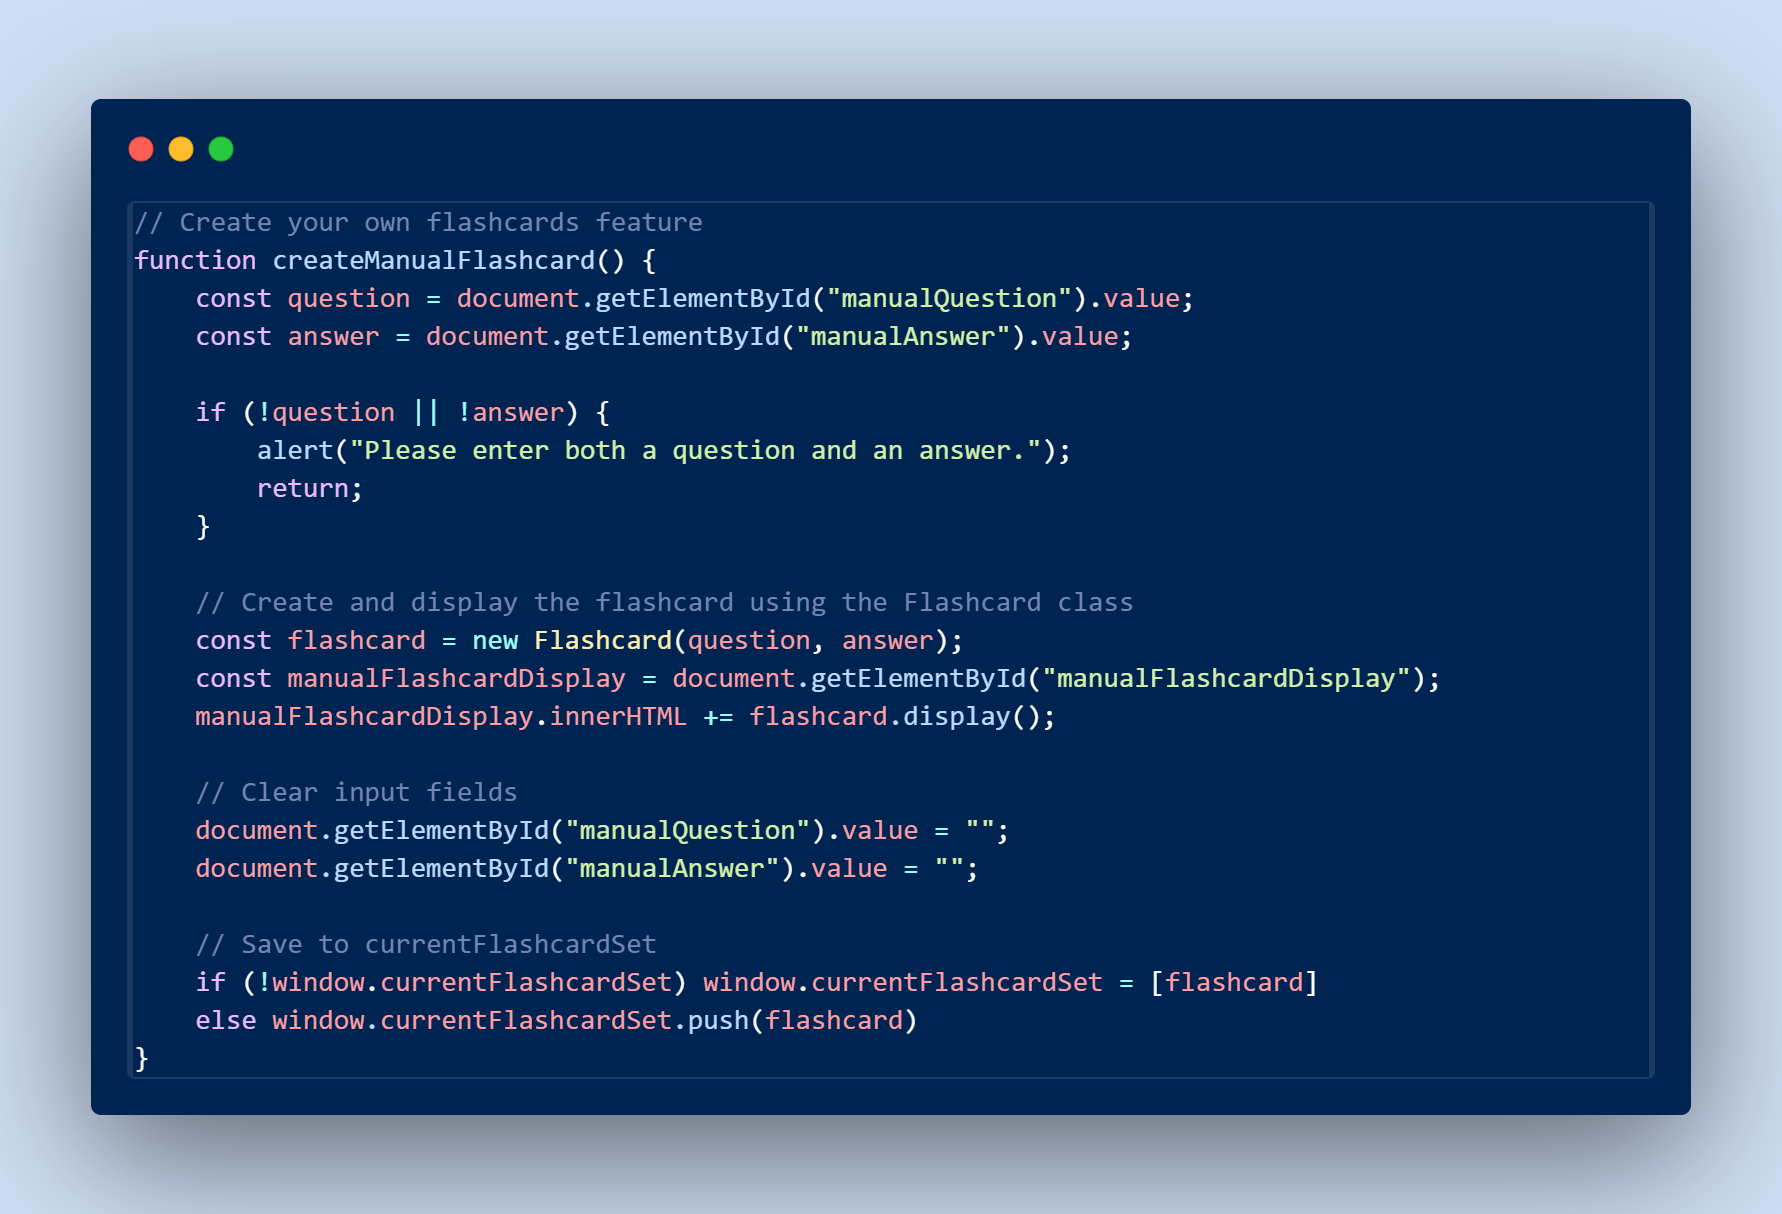 // Create your own flashcards feature
function createManualFlashcard() {
    const question = document.getElementById("manualQuestion").value;
    const answer = document.getElementById("manualAnswer").value;

    if (!question || !answer) {
        alert("Please enter both a question and an answer.");
        return;
    }

    // Create and display the flashcard using the Flashcard class
    const flashcard = new Flashcard(question, answer);
    const manualFlashcardDisplay = document.getElementById("manualFlashcardDisplay");
    manualFlashcardDisplay.innerHTML += flashcard.display();

    // Clear input fields
    document.getElementById("manualQuestion").value = "";
    document.getElementById("manualAnswer").value = "";

    // Save to currentFlashcardSet
    if (!window.currentFlashcardSet) window.currentFlashcardSet = [flashcard]
    else window.currentFlashcardSet.push(flashcard)
}